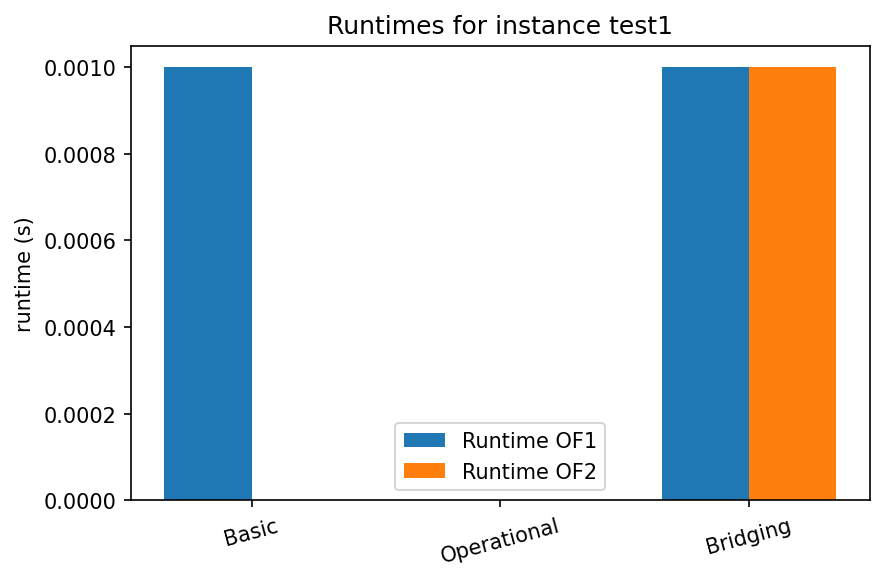 Runtimes for instance test1
runtime (s)
0.0010
0.0008
0.0006
0.0004
0.0002
0.0000
Runtime OF1
Runtime OF2
Basic
Operational
Bridging